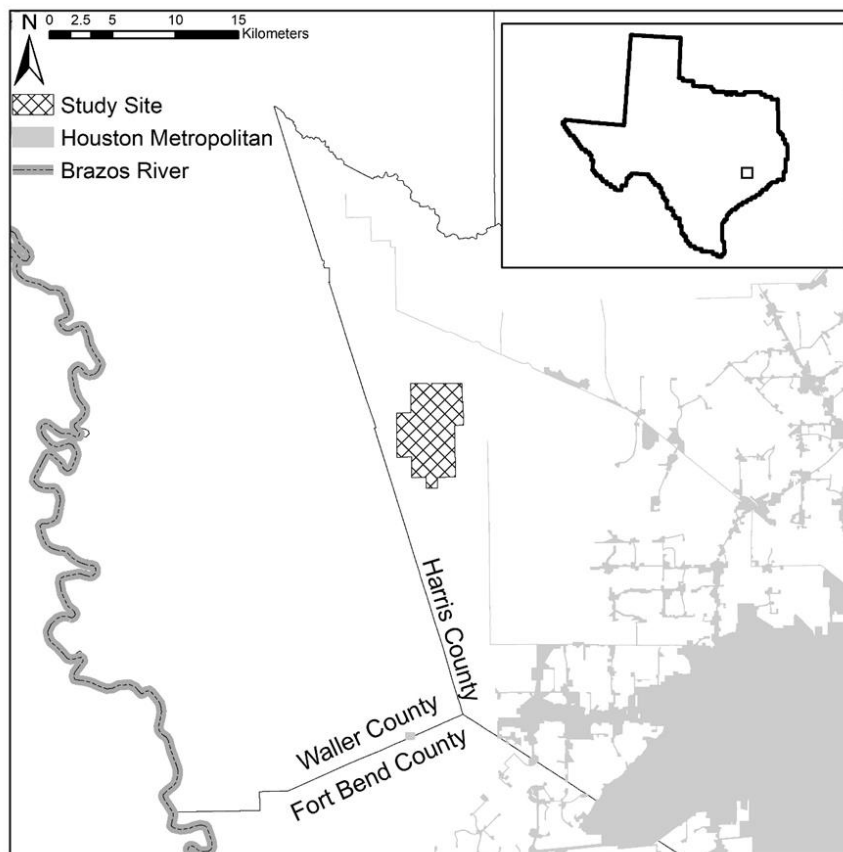 N
0 2.5 5 10 15
Kilometers
Study Site
Houston Metropolitan
Brazos River
Harris County
Waller County
Fort Bend County